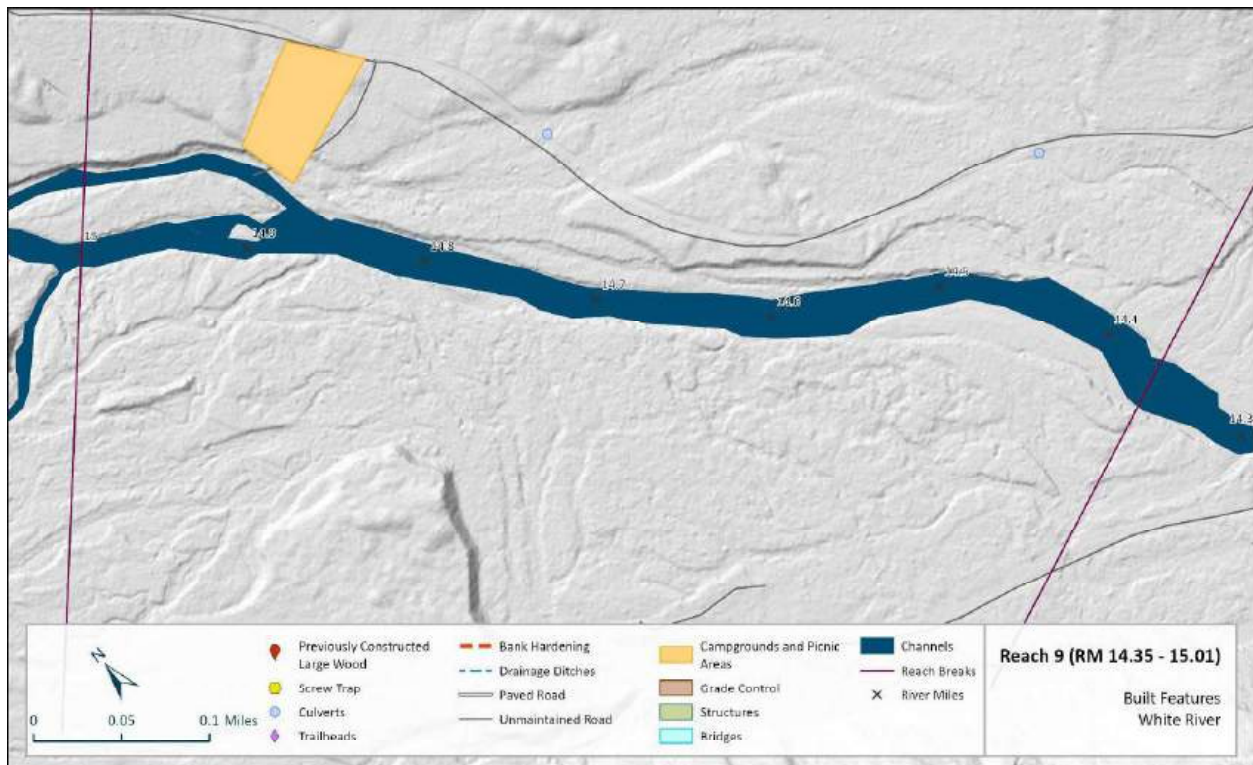 15
14.9
14.8
14.7
14.6
14.5
14.4
14.3
N
0 0.05 0.1 Miles
Previously Constructed
Large Wood
Screw Trap
Culverts
Trailheads
Bank Hardening
Drainage Ditches
Paved Road
Unmaintained Road
Campgrounds and Picnic
Areas
Grade Control
Structures
Bridges
Channels
Reach Breaks
River Miles
Reach 9 (RM 14.35 - 15.01)
Built Features
White River